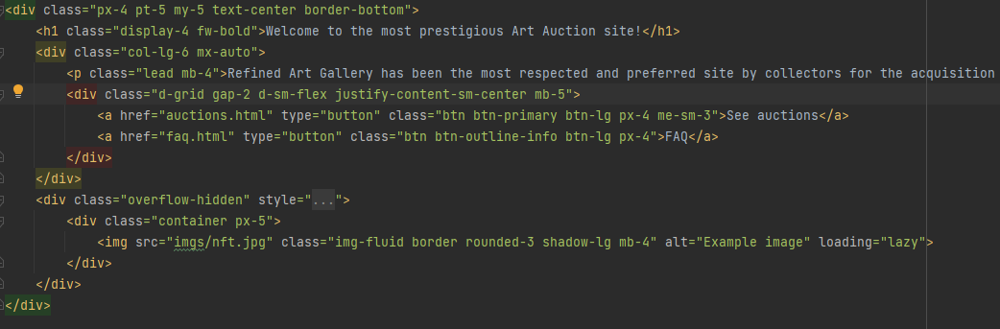 <div class="px-4 pt-5 my-5 text-center border-bottom">
<h1 class="display-4 fw-bold">Welcome to the most prestigious Art Auction site!</h1>
<div class="col-lg-6 mx-auto">
<p class="lead mb-4">Refined Art Gallery has been the most respected and preferred site by collectors for the acquisition
<div class="d-grid gap-2 d-sm-flex justify-content-sm-center mb-5">
<a href="auctions.html" type="button" class="btn btn-primary btn-lg px-4 me-sm-3">See auctions</a>
<a href="faq.html" type="button" class="btn btn-outline-info btn-lg px-4">FAQ</a>
</div>
</div>
<div class="overflow-hidden" style="...">
<div class="container px-5">
<img src="imgs/nft.jpg" class="img-fluid border rounded-3 shadow-lg mb-4" alt="Example image" loading="lazy">
</div>
</div>
</div>